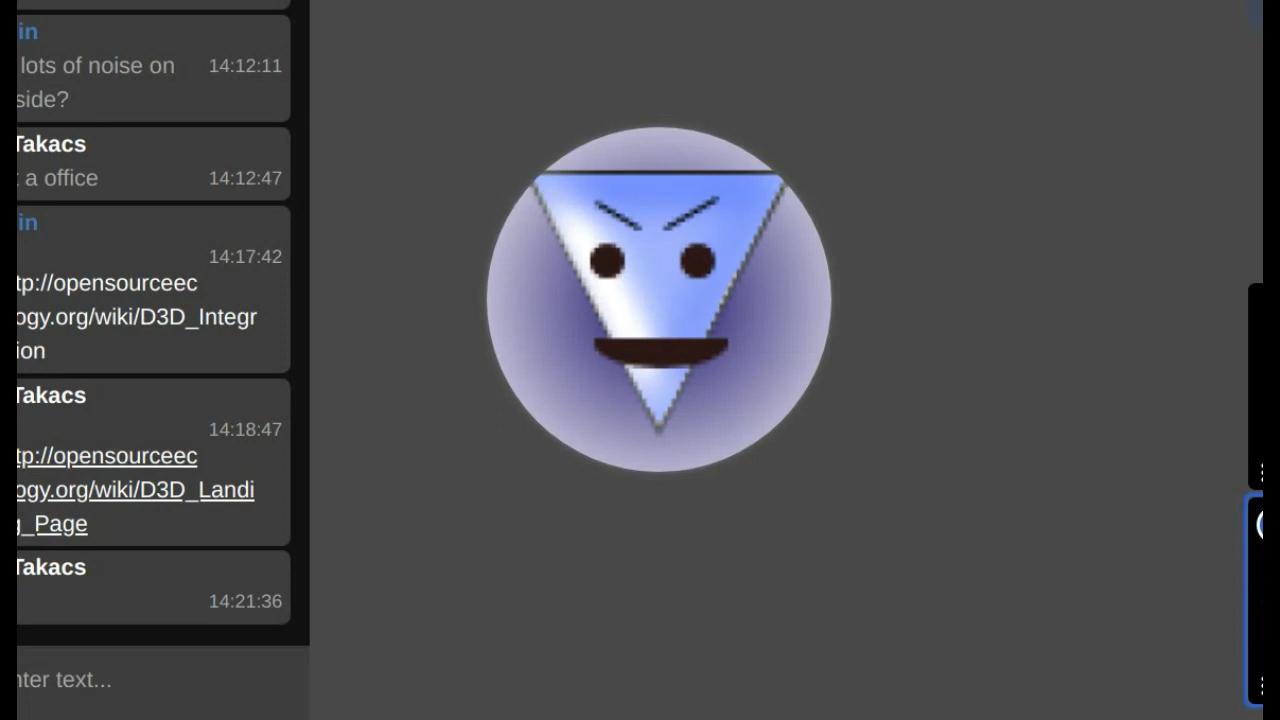 in
lots of noise on
14:12:11
side?
Takacs
t a office
14:12:47
in
14:17:42
tp://opensourceec
ogy.org/wiki/D3D_Integr
ion
Takacs
14:18:47
tp://opensourceec
ogy.org/wiki/D3D_Landi
g_Page
Takacs
14:21:36
nter text...